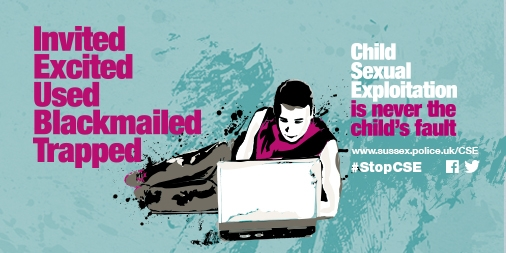 Invited
Excited
Used
Blackmailed
Trapped
Child
Sexual
Exploitation
is never the
child's fault
www.sussex.police.uk/CSE
#StopCSE